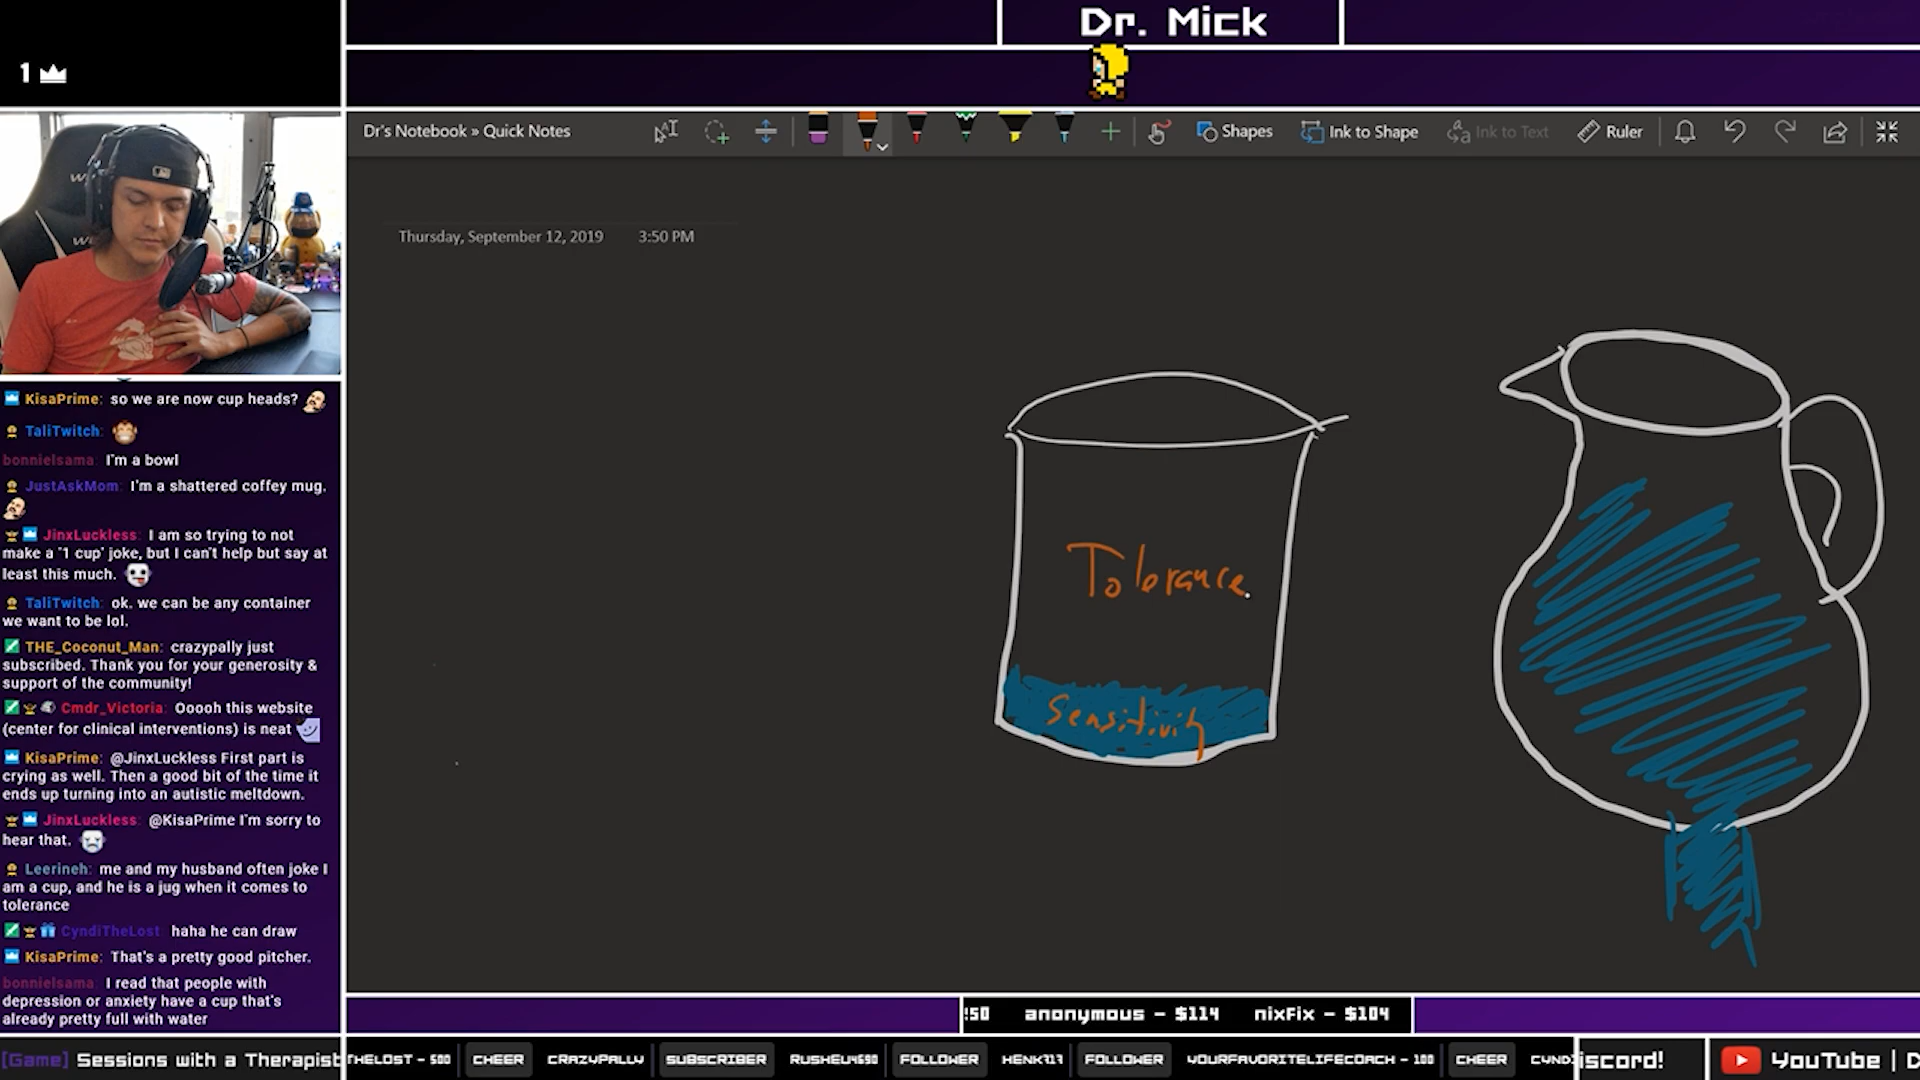 Dr. Mick
1
Dr's Notebook » Quick Notes
Shapes
Ink to Shape
Ink to Text
Ruler
Thursday, September 12, 2019 3:50 PM
Tolerance
Sensitivity
KisaPrime: so we are now cup heads?
TaliTwitch:
bonnielsama: I'm a bowl
JustAskMom: I'm a shattered coffey mug.
JinxLuckless: I am so trying to not
make a "1 cup" joke, but I can't help but say at
least this much.
TaliTwitch: ok. we can be any container
we want to be lol.
THE_Coconut_Man: crazypally just
subscribed. Thank you for your generosity &
support of the community!
Cmdr_Victoria: Ooooh this website
(center for clinical interventions) is neat
KisaPrime: @JinxLuckless First part is
crying as well. Then a good bit of the time it
ends up turning into an autistic meltdown.
JinxLuckless: @KisaPrime I'm sorry to
hear that.
Leerineh: me and my husband often joke I
am a cup, and he is a jug when it comes to
tolerance
CyndiTheLost: haha he can draw
KisaPrime: That's a pretty good pitcher.
bonnielsama: I read that people with
depression or anxiety have a cup that's
already pretty full with water
50 anonymous - $114 nixFix - $104
[Game] Sessions with a Therapist
THELOST - 500 CHEER CRAZYPALLY SUBSCRIBER FOLLOWER HENK717 FOLLOWER YOURFAVORITELIFECOACH - 100 CHEER CYND
iscord!
YouTube | D